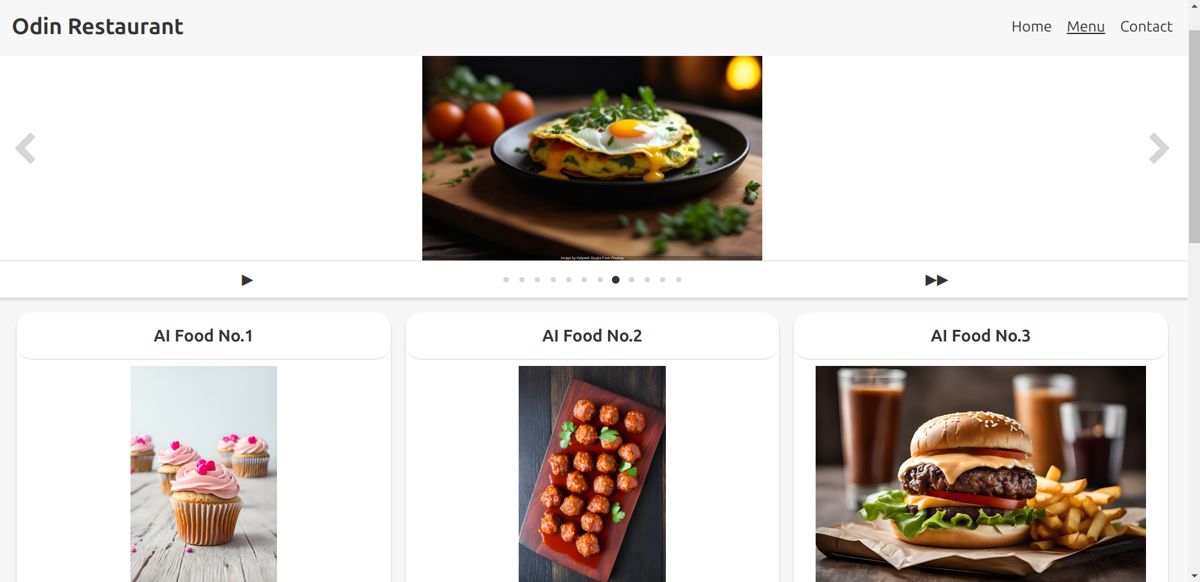 Odin Restaurant
Home Menu Contact
Image by Kalpesh Ajugia from Pixabay
AI Food No.1
AI Food No.2
AI Food No.3